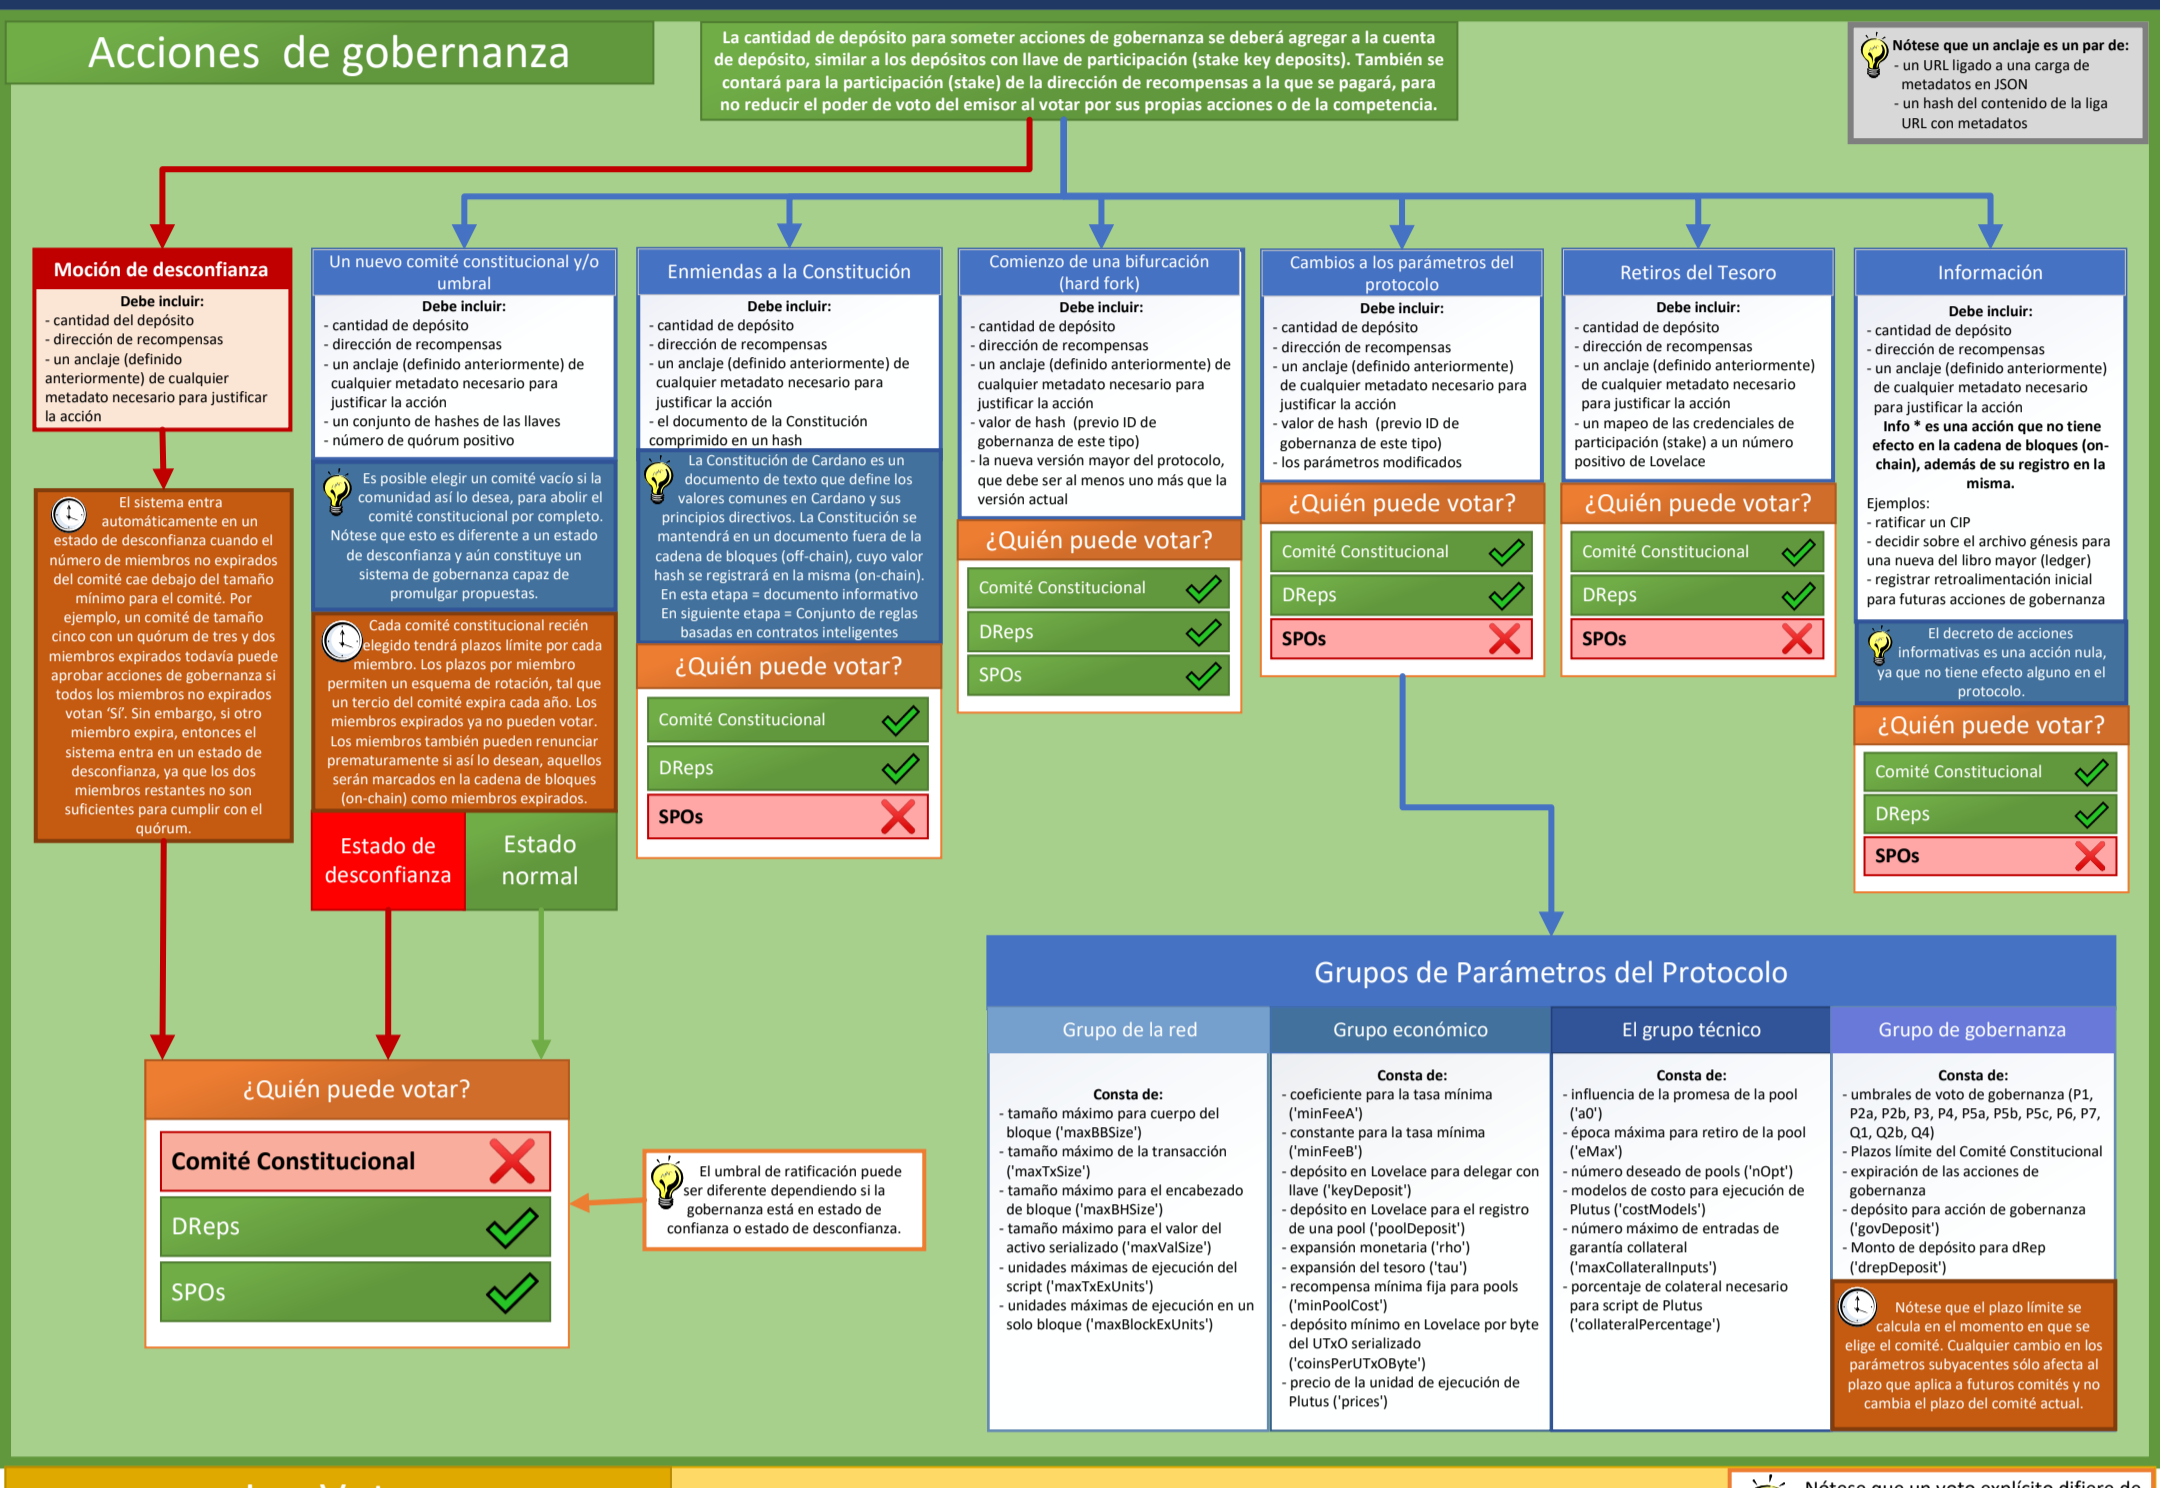 Acciones de gobernanza
La cantidad de depósito para someter acciones de gobernanza se deberá agregar a la cuenta
de depósito, similar a los depósitos con llave de participación (stake key deposits). También se
contará para la participación (stake) de la dirección de recompensas a la que se pagará, para
no reducir el poder de voto del emisor al votar por sus propias acciones o de la competencia.
Nótese que un anclaje es un par de:
- un URL ligado a una carga de
metadatos en JSON
- un hash del contenido de la liga
URL con metadatos
Moción de desconfianza
Debe incluir:
- cantidad del depósito
- dirección de recompensas
- un anclaje (definido
anteriormente) de cualquier
metadato necesario para justificar
la acción
El sistema entra
automáticamente en un
estado de desconfianza cuando el
número de miembros no expirados
del comité cae debajo del tamaño
mínimo para el comité. Por
ejemplo, un comité de tamaño
cinco con un quórum de tres y dos
miembros expirados todavía puede
aprobar acciones de gobernanza si
todos los miembros no expirados
votan ‘Sí’. Sin embargo, si otro
miembro expira, entonces el
sistema entra en un estado de
desconfianza, ya que los dos
miembros restantes no son
suficientes para cumplir con el
quórum.
Un nuevo comité constitucional y/o
umbral
Debe incluir:
- cantidad de depósito
- dirección de recompensas
- un anclaje (definido anteriormente) de
cualquier metadato necesario para
justificar la acción
- un conjunto de hashes de las llaves
- número de quórum positivo
Es posible elegir un comité vacío si la
comunidad así lo desea, para abolir el
comité constitucional por completo.
Nótese que esto es diferente a un estado
de desconfianza y aún constituye un
sistema de gobernanza capaz de
promulgar propuestas.
Cada comité constitucional recién
elegido tendrá plazos límite por cada
miembro. Los plazos por miembro
permiten un esquema de rotación, tal que
un tercio del comité expira cada año. Los
miembros expirados ya no pueden votar.
Los miembros también pueden renunciar
prematuramente si así lo desean, aquellos
serán marcados en la cadena de bloques
(on-chain) como miembros expirados.
Estado de
desconfianza
Estado
normal
Enmiendas a la Constitución
Debe incluir:
- cantidad de depósito
- dirección de recompensas
- un anclaje (definido anteriormente) de
cualquier metadato necesario para
justificar la acción
- el documento de la Constitución
comprimido en un hash
La Constitución de Cardano es un
documento de texto que define los
valores comunes en Cardano y sus
principios directivos. La Constitución se
mantendrá en un documento fuera de la
cadena de bloques (off-chain), cuyo valor
hash se registrará en la misma (on-chain).
En esta etapa = documento informativo
En siguiente etapa = Conjunto de reglas
basadas en contratos inteligentes
¿Quién puede votar?
Comité Constitucional
DReps
SPOs
Comienzo de una bifurcación
(hard fork)
Debe incluir:
- cantidad de depósito
- dirección de recompensas
- un anclaje (definido anteriormente) de
cualquier metadato necesario para
justificar la acción
- valor de hash (previo ID de
gobernanza de este tipo)
- la nueva versión mayor del protocolo,
que debe ser al menos uno más que la
versión actual
¿Quién puede votar?
Comité Constitucional
DReps
SPOs
Cambios a los parámetros del
protocolo
Debe incluir:
- cantidad de depósito
- dirección de recompensas
- un anclaje (definido anteriormente)
de cualquier metadato necesario para
justificar la acción
- valor de hash (previo ID de
gobernanza de este tipo)
- los parámetros modificados
¿Quién puede votar?
Comité Constitucional
DReps
SPOs
Retiros del Tesoro
Debe incluir:
- cantidad de depósito
- dirección de recompensas
- un anclaje (definido anteriormente)
de cualquier metadato necesario
para justificar la acción
- un mapeo de las credenciales de
participación (stake) a un número
positivo de Lovelace
¿Quién puede votar?
Comité Constitucional
DReps
SPOs
Información
Debe incluir:
- cantidad de depósito
- dirección de recompensas
- un anclaje (definido anteriormente)
de cualquier metadato necesario
para justificar la acción
Info * es una acción que no tiene
efecto en la cadena de bloques (on-
chain), además de su registro en la
misma.
Ejemplos:
- ratificar un CIP
- decidir sobre el archivo génesis para
una nueva del libro mayor (ledger)
- registrar retroalimentación inicial
para futuras acciones de gobernanza
El decreto de acciones
informativas es una acción nula,
ya que no tiene efecto alguno en el
protocolo.
¿Quién puede votar?
Comité Constitucional
DReps
SPOs
¿Quién puede votar?
Comité Constitucional
DReps
SPOs
El umbral de ratificación puede
ser diferente dependiendo si la
gobernanza está en estado de
confianza o estado de desconfianza.
Grupos de Parámetros del Protocolo
Grupo de la red
Consta de:
- tamaño máximo para cuerpo del
bloque ('maxBBSize')
- tamaño máximo de la transacción
('maxTxSize')
- tamaño máximo para el encabezado
de bloque ('maxBHSize')
- tamaño máximo para el valor del
activo serializado ('maxValSize')
- unidades máximas de ejecución del
script ('maxTxExUnits')
- unidades máximas de ejecución en un
solo bloque ('maxBlockExUnits')
Grupo económico
Consta de:
- coeficiente para la tasa mínima
('minFeeA')
- constante para la tasa mínima
('minFeeB')
- depósito en Lovelace para delegar con
llave ('keyDeposit')
- depósito en Lovelace para el registro
de una pool ('poolDeposit')
- expansión monetaria ('rho')
- expansión del tesoro ('tau')
- recompensa mínima fija para pools
('minPoolCost')
- depósito mínimo en Lovelace por byte
del UTxO serializado
('coinsPerUTxOByte')
- precio de la unidad de ejecución de
Plutus ('prices')
El grupo técnico
Consta de:
- influencia de la promesa de la pool
('a0')
- época máxima para retiro de la pool
('eMax')
- número deseado de pools ('nOpt')
- modelos de costo para ejecución de
Plutus ('costModels')
- número máximo de entradas de
garantía collateral
('maxCollateralInputs')
- porcentaje de colateral necesario
para script de Plutus
('collateralPercentage')
Grupo de gobernanza
Consta de:
- umbrales de voto de gobernanza (P1,
P2a, P2b, P3, P4, P5a, P5b, P5c, P6, P7,
Q1, Q2b, Q4)
- Plazos límite del Comité Constitucional
- expiración de las acciones de
gobernanza
- depósito para acción de gobernanza
('govDeposit')
- Monto de depósito para dRep
('drepDeposit')
Nótese que el plazo límite se
calcula en el momento en que se
elige el comité. Cualquier cambio en los
parámetros subyacentes sólo afecta al
plazo que aplica a futuros comités y no
cambia el plazo del comité actual.
Nótese que un voto explícito difiere de